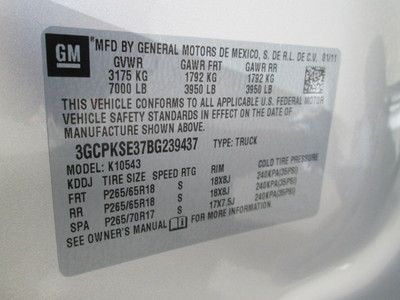 GM
MFD BY GENERAL MOTORS DE MEXICO, S. DE R.L. DE C.V. 01/11
GVWR GAWR FRT GAWR RR
3175 KG 1792 KG 1792 KG
7000 LB 3950 LB 3950 LB
THIS VEHICLE CONFORMS TO ALL APPLICABLE U.S. FEDERAL MOTOR
VEHICLE SAFETY STANDARDS IN EFFECT ON THE DATE OF
MANUFACTURE SHOWN ABOVE.
3GCPKSE37BG239437 TYPE: TRUCK
MODEL: K10543
KDDJ TIRE SIZE SPEED RTG RIM COLD TIRE PRESSURE
FRT P265/65R18 S 18X8J 240KPA(35PSI)
RR P265/65R18 S 18X8J 240KPA(35PSI)
SPA P265/70R17 S 17X7.5J 240KPA(35PSI)
SEE OWNER'S MANUAL FOR MORE INFORMATION.